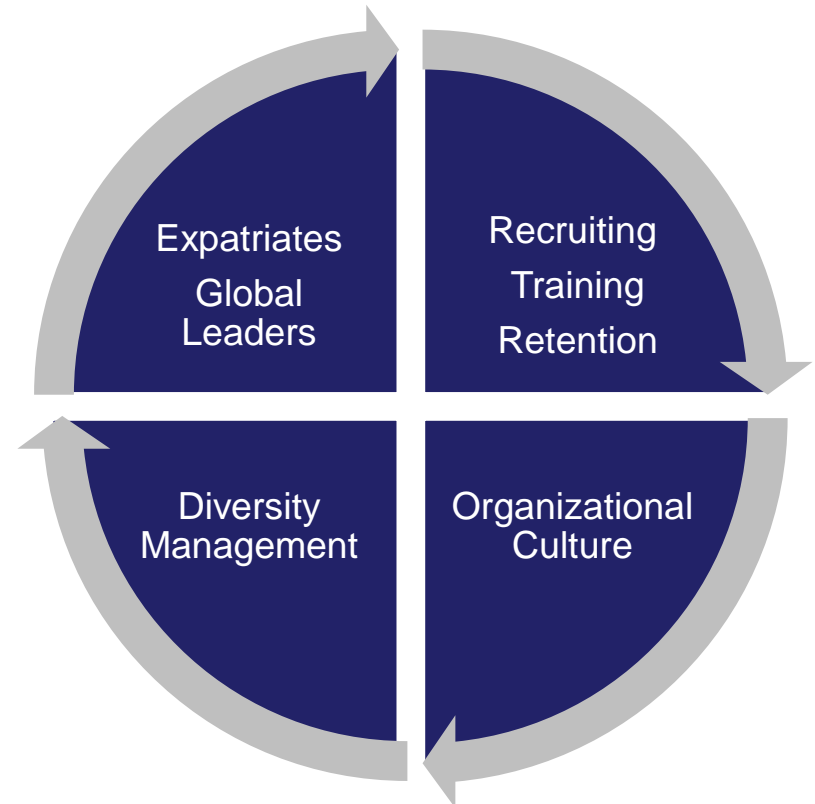 Expatriates
Global
Leaders
Recruiting
Training
Retention
Diversity
Management
Organizational
Culture